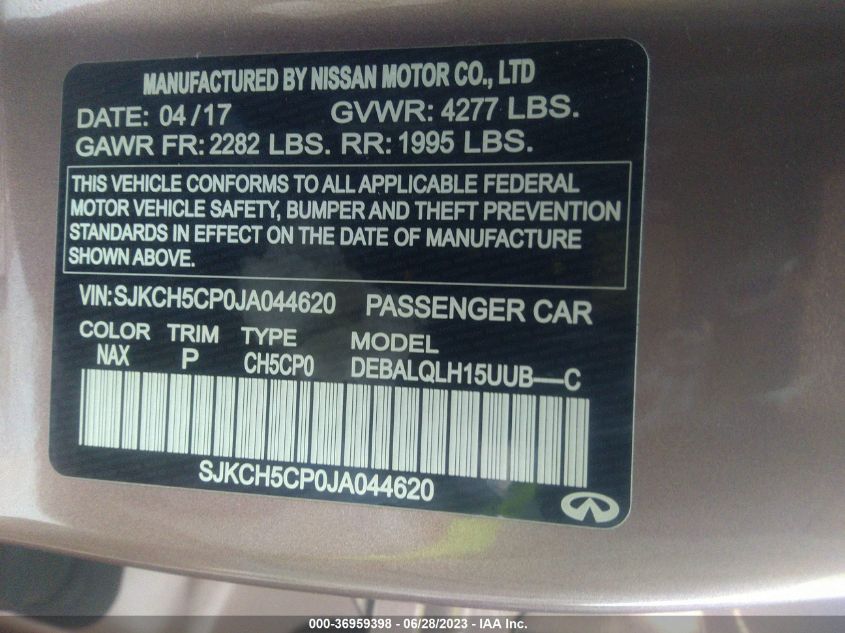 MANUFACTURED BY NISSAN MOTOR CO., LTD
DATE: 04/17 GVWR: 4277 LBS.
GAWR FR: 2282 LBS. RR: 1995 LBS.
THIS VEHICLE CONFORMS TO ALL APPLICABLE FEDERAL
MOTOR VEHICLE SAFETY, BUMPER AND THEFT PREVENTION
STANDARDS IN EFFECT ON THE DATE OF MANUFACTURE
SHOWN ABOVE.
VIN: SJKCH5CP0JA044620 PASSENGER CAR
COLOR TRIM TYPE MODEL
NAX P CH5CP0 DEBALQLH15UUB—C
SJKCH5CP0JA044620
000-36959398 - 06/28/2023 - IAA Inc.